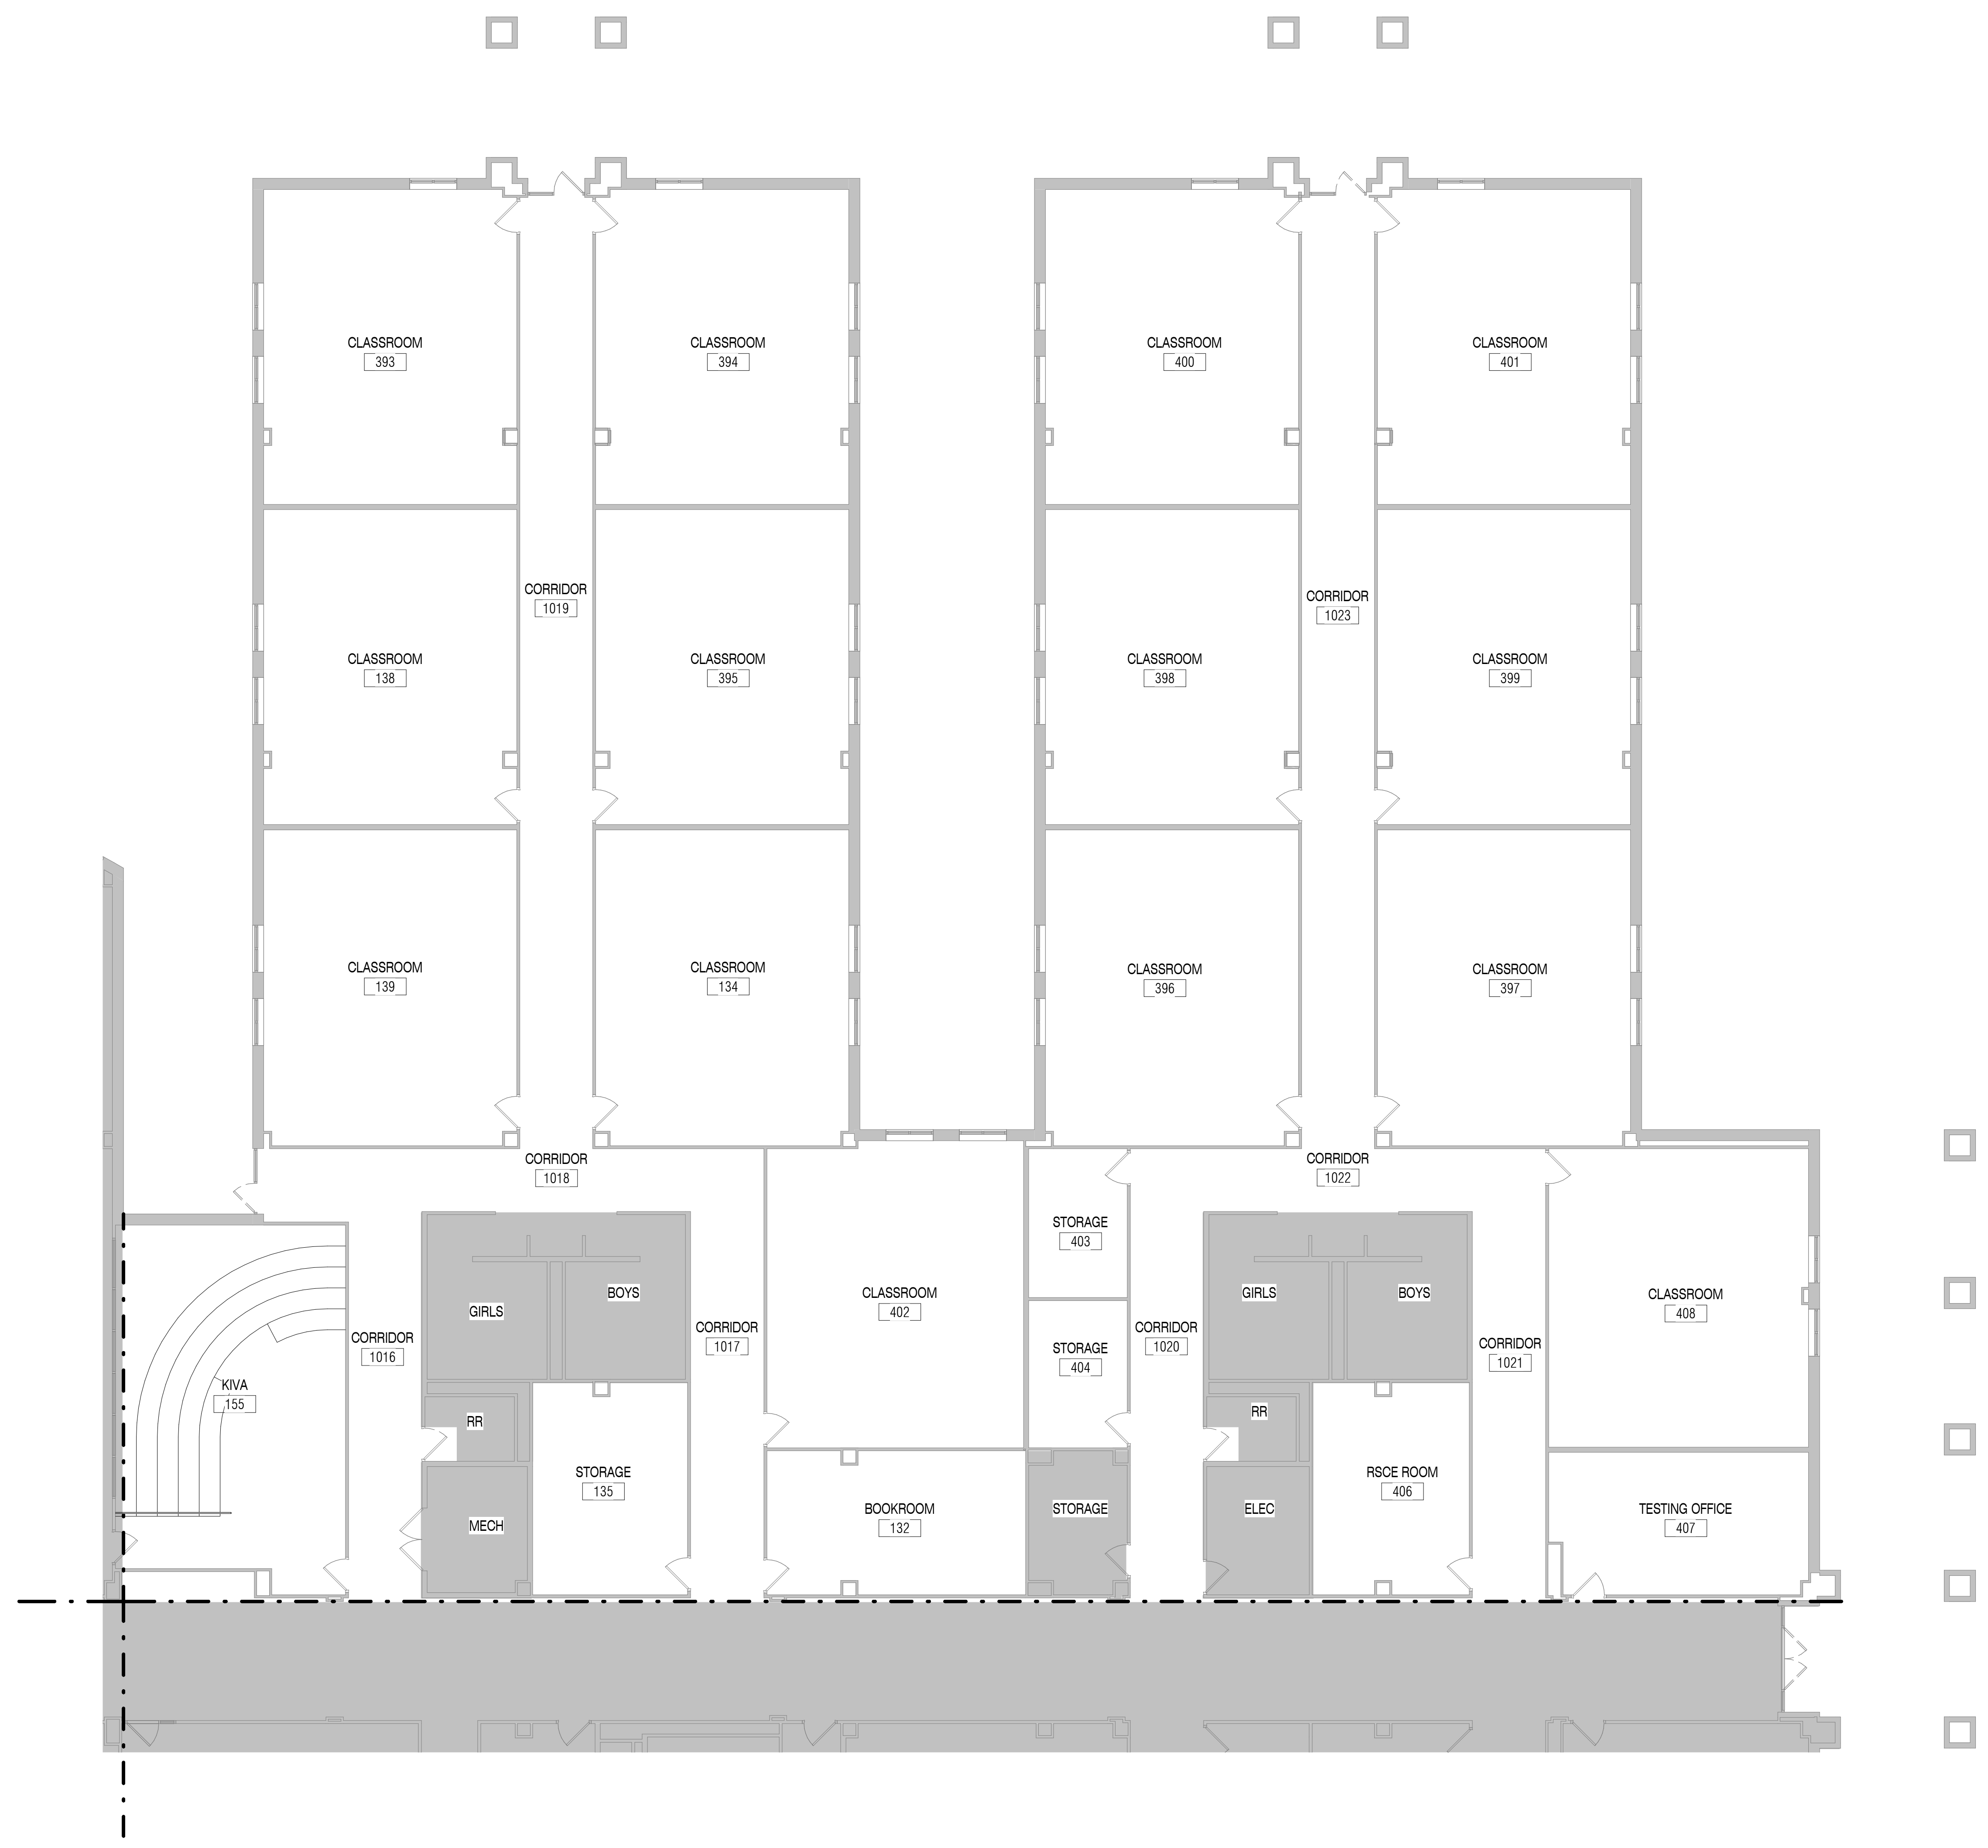 CLASSROOM
393
CLASSROOM
394
CLASSROOM
400
CLASSROOM
401
CORRIDOR
1019
CORRIDOR
1023
CLASSROOM
138
CLASSROOM
395
CLASSROOM
398
CLASSROOM
399
CLASSROOM
139
CLASSROOM
134
CLASSROOM
396
CLASSROOM
397
CORRIDOR
1018
CORRIDOR
1022
STORAGE
403
GIRLS
BOYS
CLASSROOM
402
GIRLS
BOYS
CLASSROOM
408
CORRIDOR
1016
CORRIDOR
1017
STORAGE
404
CORRIDOR
1020
CORRIDOR
1021
KIVA
155
RR
RR
STORAGE
135
RSCE ROOM
406
MECH
BOOKROOM
132
STORAGE
ELEC
TESTING OFFICE
407